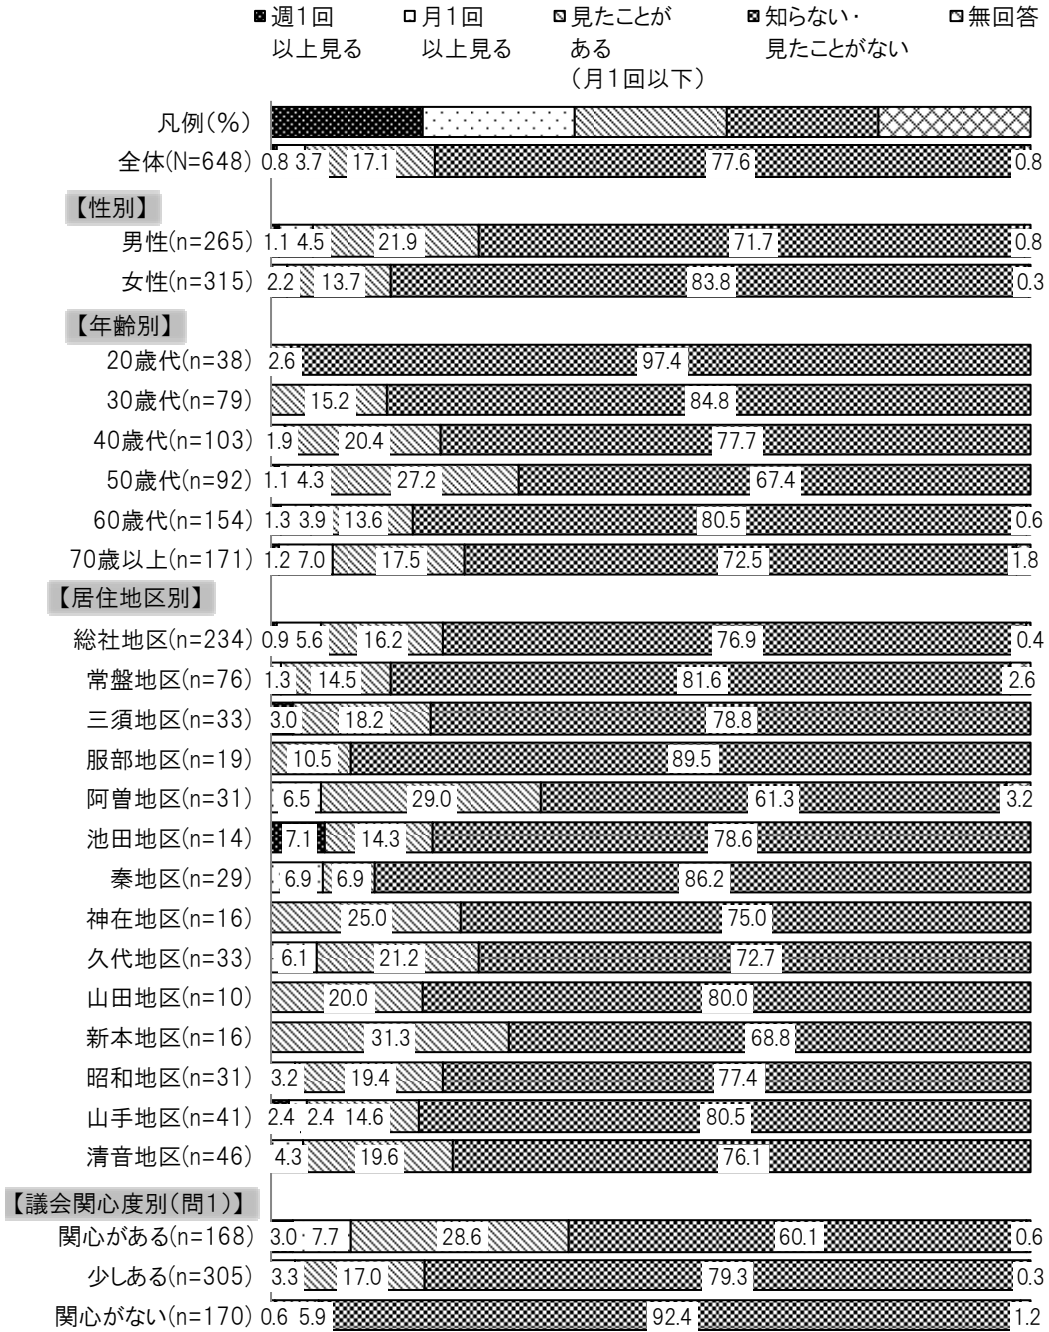 週1回 月1回 見たことが 知らない・ 無回答
以上見る 以上見る ある 見たことがない
（月1回以下）
凡例(%)
全体(N=648) 0.8 3.7 17.1 77.6 0.8
【性別】
男性(n=265) 1.1 4.5 21.9 71.7 0.8
女性(n=315) 2.2 13.7 83.8 0.3
【年齢別】
20歳代(n=38) 2.6 97.4
30歳代(n=79) 15.2 84.8
40歳代(n=103) 1.9 20.4 77.7
50歳代(n=92) 1.1 4.3 27.2 67.4
60歳代(n=154) 1.3 3.9 13.6 80.5 0.6
70歳以上(n=171) 1.2 7.0 17.5 72.5 1.8
【居住地区別】
総社地区(n=234) 0.9 5.6 16.2 76.9 0.4
常盤地区(n=76) 1.3 14.5 81.6 2.6
三須地区(n=33) 3.0 18.2 78.8
服部地区(n=19) 10.5 89.5
阿曽地区(n=31) 6.5 29.0 61.3 3.2
池田地区(n=14) 7.1 14.3 78.6
秦地区(n=29) 6.9 6.9 86.2
神在地区(n=16) 25.0 75.0
久代地区(n=33) 6.1 21.2 72.7
山田地区(n=10) 20.0 80.0
新本地区(n=16) 31.3 68.8
昭和地区(n=31) 3.2 19.4 77.4
山手地区(n=41) 2.4 2.4 14.6 80.5
清音地区(n=46) 4.3 19.6 76.1
【議会関心度別（問1）】
関心がある(n=168) 3.0 7.7 28.6 60.1 0.6
少しある(n=305) 3.3 17.0 79.3 0.3
関心がない(n=170) 0.6 5.9 92.4 1.2